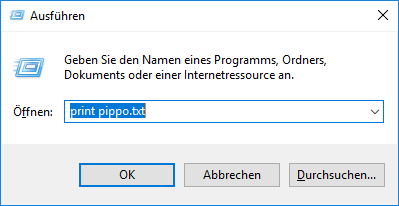 Ausführen
Geben Sie den Namen eines Programms, Ordners,
Dokuments oder einer Internetressource an.
Öffnen: print pippo.txt
OK Abbrechen Durchsuchen...